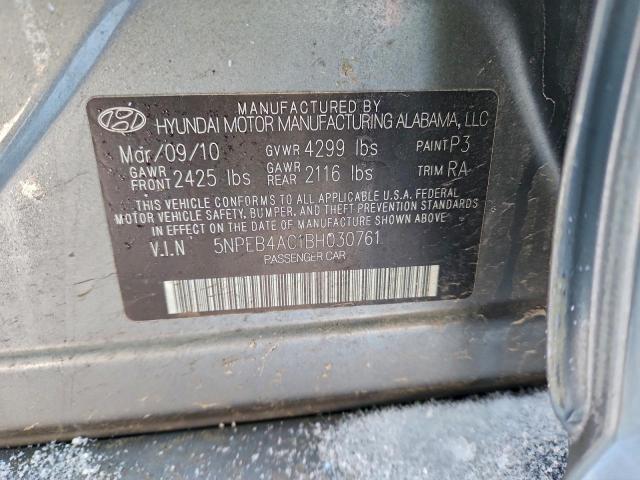 MANUFACTURED BY
HYUNDAI MOTOR MANUFACTURING ALABAMA, LLC
Mar/09/10 GVWR 4299 lbs PAINT P3
GAWR FRONT 2425 lbs GAWR REAR 2116 lbs TRIM RA
THIS VEHICLE CONFORMS TO ALL APPLICABLE U.S.A. FEDERAL
MOTOR VEHICLE SAFETY, BUMPER, AND THEFT PREVENTION STANDARDS
IN EFFECT ON THE DATE OF MANUFACTURE SHOWN ABOVE.
V.I.N 5NPEB4AC1BH030761
PASSENGER CAR